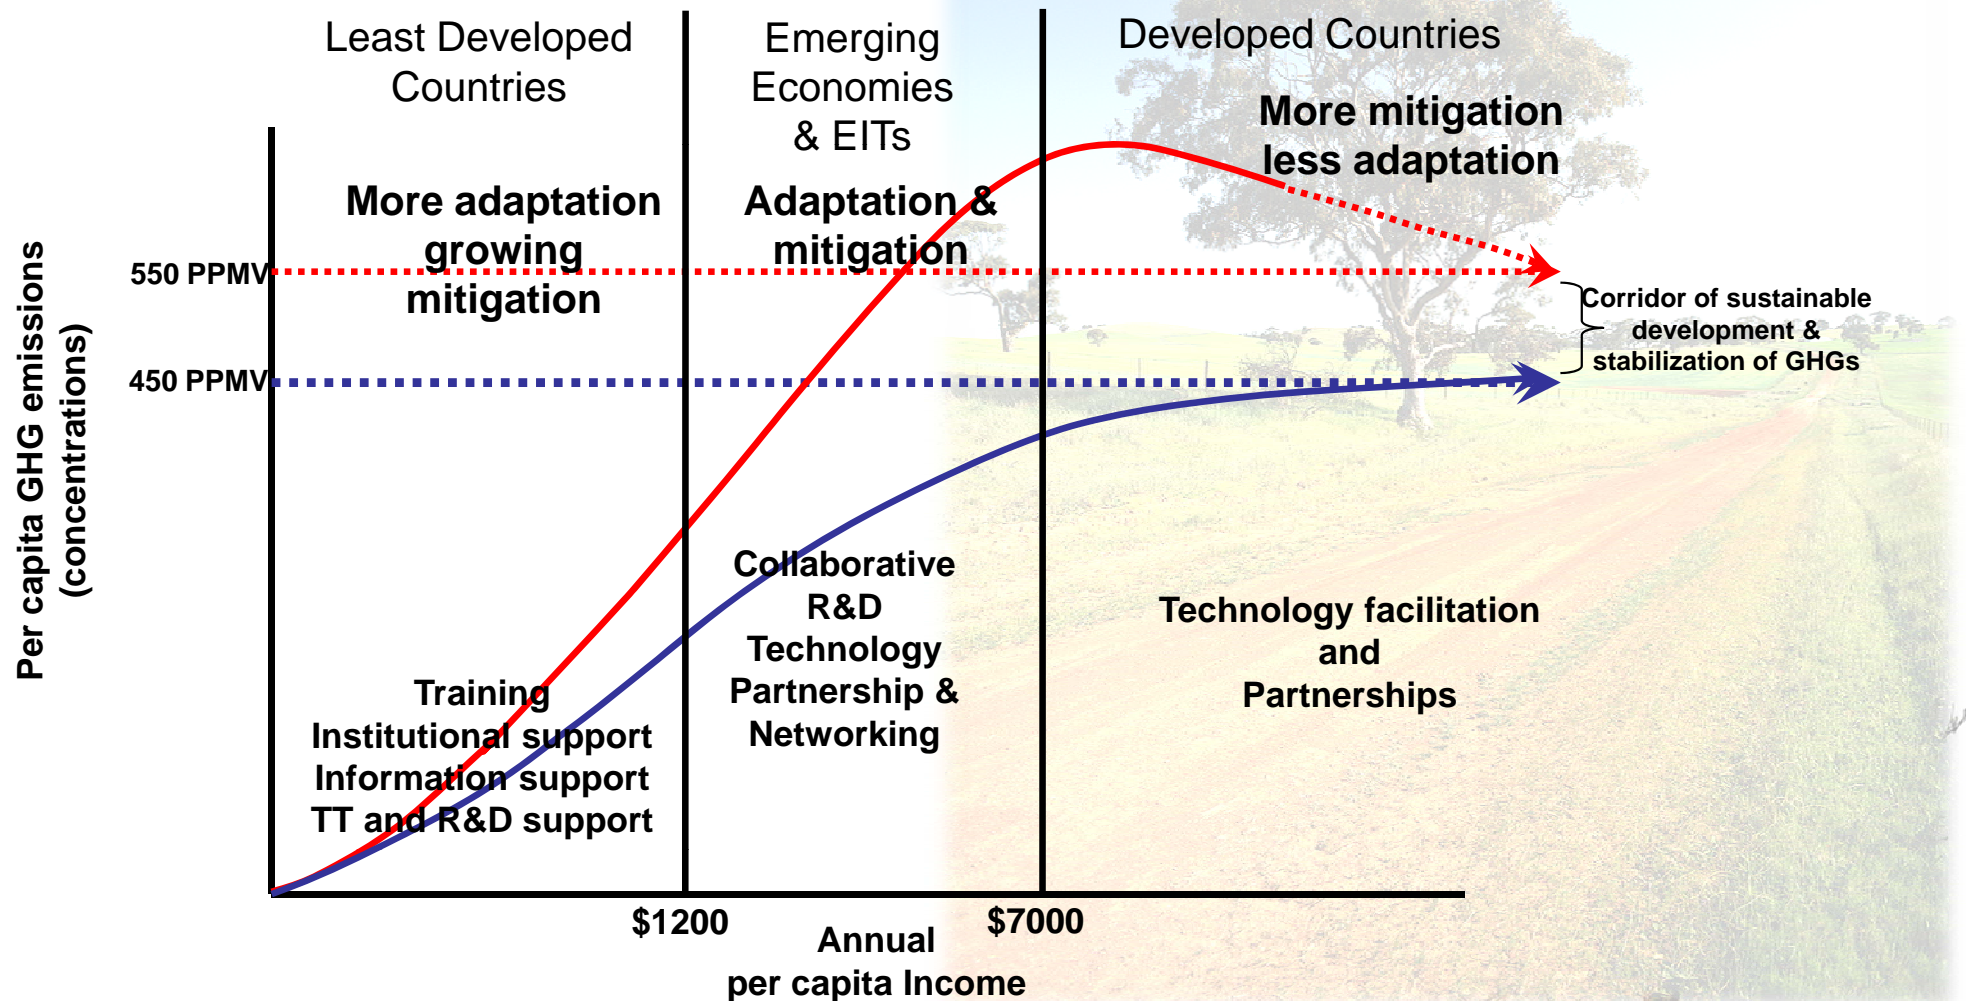 Least Developed
Countries
Emerging
Economies
& EITs
Developed Countries
More adaptation
growing
mitigation
Adaptation &
mitigation
More mitigation
less adaptation
Per capita GHG emissions
(concentrations)
550 PPMV
450 PPMV
Corridor of sustainable
development &
stabilization of GHGs
Training
Institutional support
Information support
TT and R&D support
Collaborative
R&D
Technology
Partnership &
Networking
Technology facilitation
and
Partnerships
$1200
$7000
Annual
per capita Income